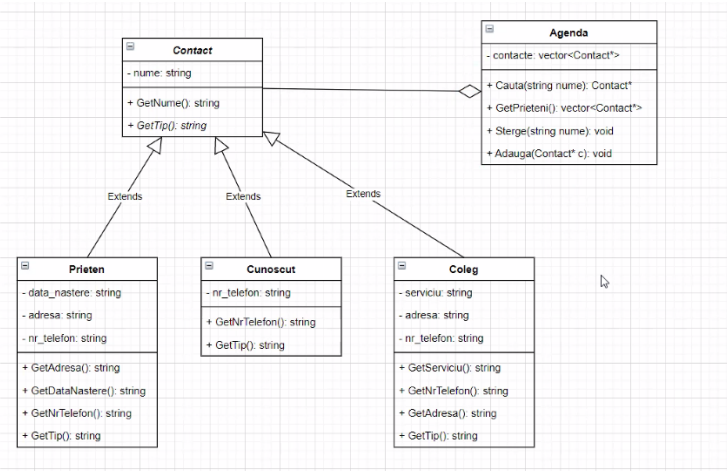 Contact
- nume: string
+ GetNume(): string
+ GetTip(): string
Agenda
- contacte: vector<Contact*>
+ Cauta(string nume): Contact*
+ GetPrieteni(): vector<Contact*>
+ Sterge(string nume): void
+ Adauga(Contact* c): void
Extends
Extends
Extends
Prieten
- data_nastere: string
- adresa: string
- nr_telefon: string
+ GetAdresa(): string
+ GetDataNastere(): string
+ GetNrTelefon(): string
+ GetTip(): string
Cunoscut
- nr_telefon: string
+ GetNrTelefon(): string
+ GetTip(): string
Coleg
- serviciu: string
- adresa: string
- nr_telefon: string
+ GetServiciu(): string
+ GetNrTelefon(): string
+ GetAdresa(): string
+ GetTip(): string